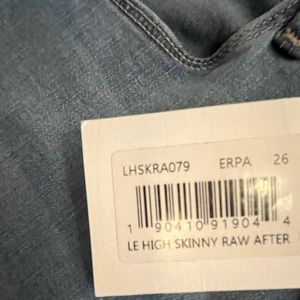 LHSKRA079 ERPA 26
1 90410 91904 4
LE HIGH SKINNY RAW AFTER